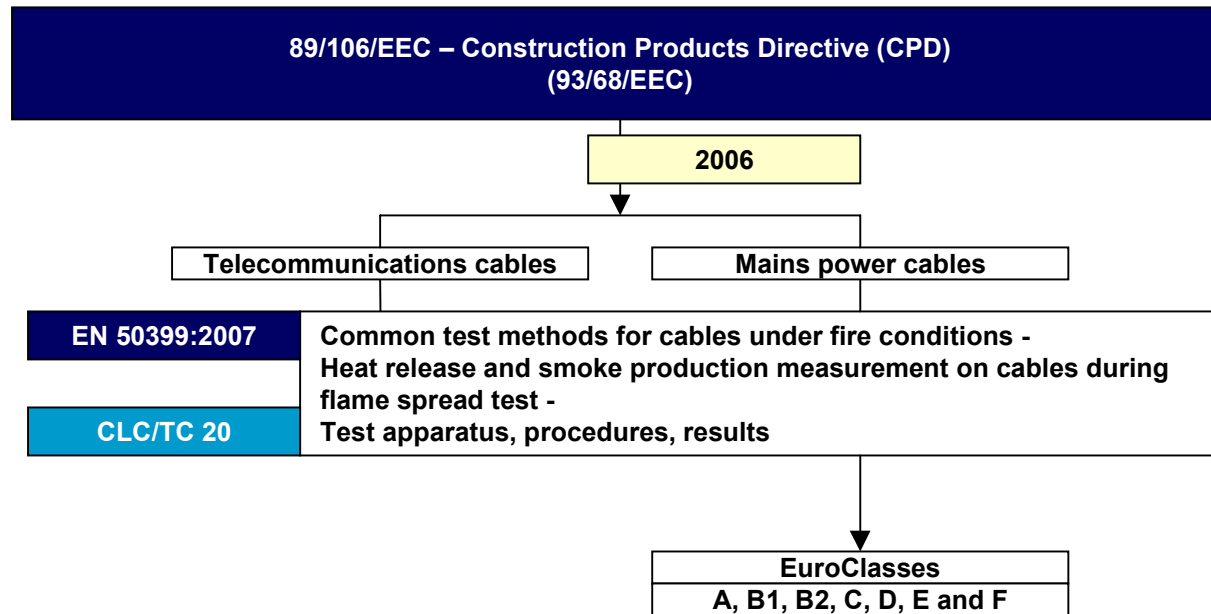 89/106/EEC – Construction Products Directive (CPD)
(93/68/EEC)
2006
Telecommunications cables
Mains power cables
EN 50399:2007
Common test methods for cables under fire conditions -
Heat release and smoke production measurement on cables during
flame spread test -
CLC/TC 20
Test apparatus, procedures, results
EuroClasses
A, B1, B2, C, D, E and F